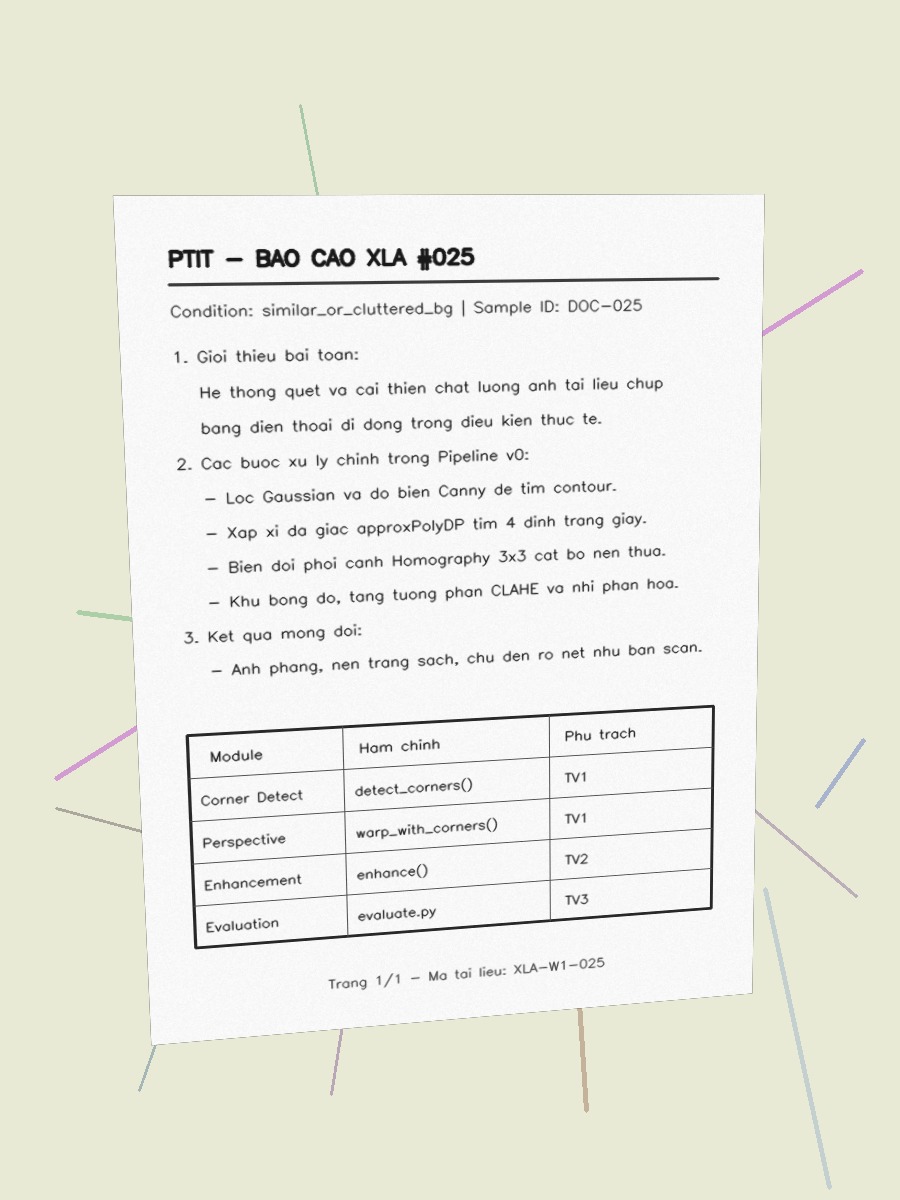 PTIT - BAO CAO XLA #025
Condition: similar_or_cluttered_bg | Sample ID: DOC-025
1. Gioi thieu bai toan:
He thong quet va cai thien chat luong anh tai lieu chup
bang dien thoai di dong trong dieu kien thuc te.
2. Cac buoc xu ly chinh trong Pipeline v0:
- Loc Gaussian va do bien Canny de tim contour.
- Xap xi da giac approxPolyDP tim 4 dinh trang giay.
- Bien doi phoi canh Homography 3x3 cat bo nen thua.
- Khu bong do, tang tuong phan CLAHE va nhi phan hoa.
3. Ket qua mong doi:
- Anh phang, nen trang sach, chu den ro net nhu ban scan.
Module Ham chinh Phu trach
Corner Detect detect_corners() TV1
Perspective warp_with_corners() TV1
Enhancement enhance() TV2
Evaluation evaluate.py TV3
Trang 1/1 - Ma tai lieu: XLA-W1-025